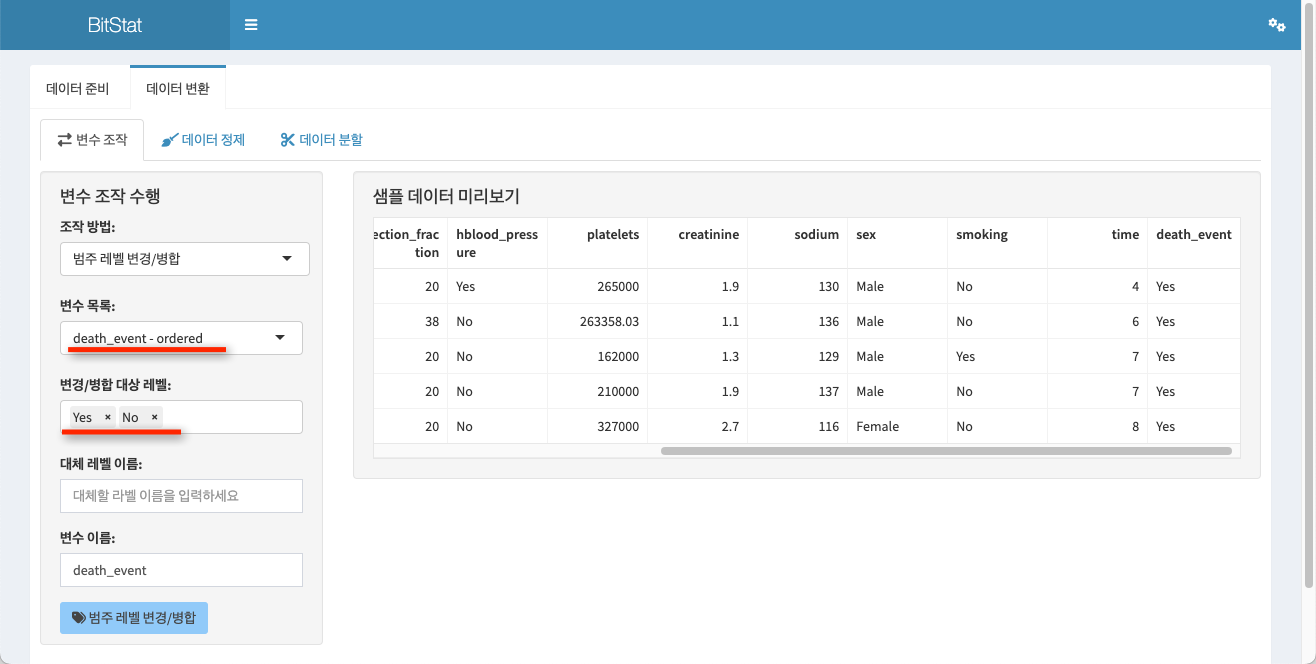 BitStat
데이터 준비
데이터 변환
변수 조작
데이터 정제
데이터 분할
변수 조작 수행
조작 방법:
범주 레벨 변경/병합
변수 목록:
death_event - ordered
변경/병합 대상 레벨:
Yes × No ×
대체 레벨 이름:
대체할 라벨 이름을 입력하세요
변수 이름:
death_event
범주 레벨 변경/병합
샘플 데이터 미리보기
ection_frac hblood_press platelets creatinine sodium sex smoking time death_event
tion ure
20 Yes 265000 1.9 130 Male No 4 Yes
38 No 263358.03 1.1 136 Male No 6 Yes
20 No 162000 1.3 129 Male Yes 7 Yes
20 No 210000 1.9 137 Male No 7 Yes
20 No 327000 2.7 116 Female No 8 Yes